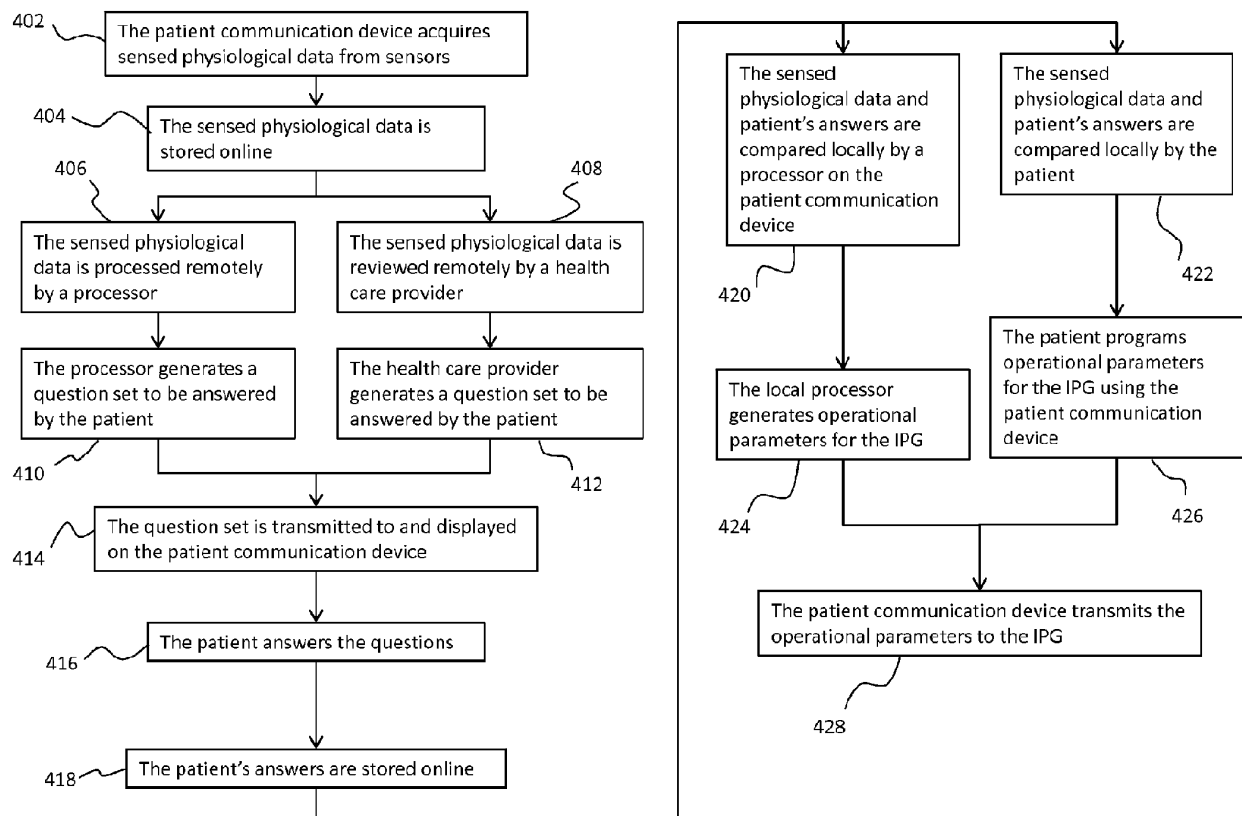 402
The patient communication device acquires
sensed physiological data from sensors
404
The sensed physiological data is
stored online
406
408
The sensed physiological
data is processed remotely
by a processor
The sensed physiological data is
reviewed remotely by a health
care provider
The processor generates a
question set to be answered
by the patient
The health care provider
generates a question set to be
answered by the patient
410
412
The question set is transmitted to and displayed
on the patient communication device
414
The patient answers the questions
416
The patient's answers are stored online
418
The sensed
physiological
data and
patient's answers are
compared locally by a
processor on the
patient communication
device
The sensed
physiological data and
patient's answers are
compared locally by the
patient
420
422
The local processor
generates operational
parameters for the IPG
The patient programs
operational parameters
for the IPG using the
patient communication
device
424
426
The patient communication device transmits the
operational parameters to the IPG
428